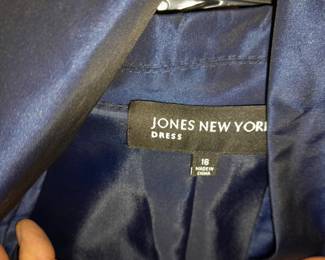 JONES NEW YORK
DRESS
16
MADE IN
CHINA